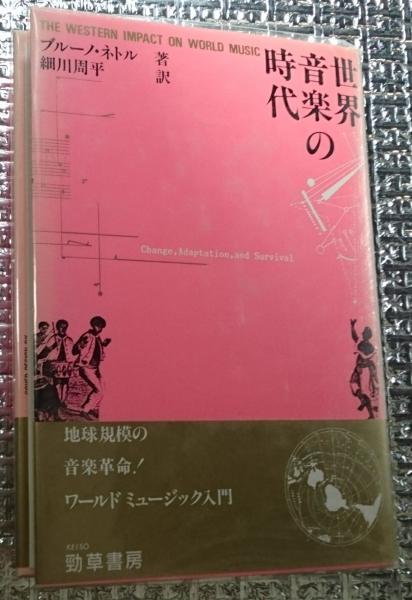 THE WESTERN IMPACT ON WORLD MUSIC
ブルーノ・ネトル 著
細川周平 訳
世界
音楽の
時代
Change, Adaptation, and Survival
地球規模の
音楽革命!
ワールドミュージック入門
KEISO
勁草書房